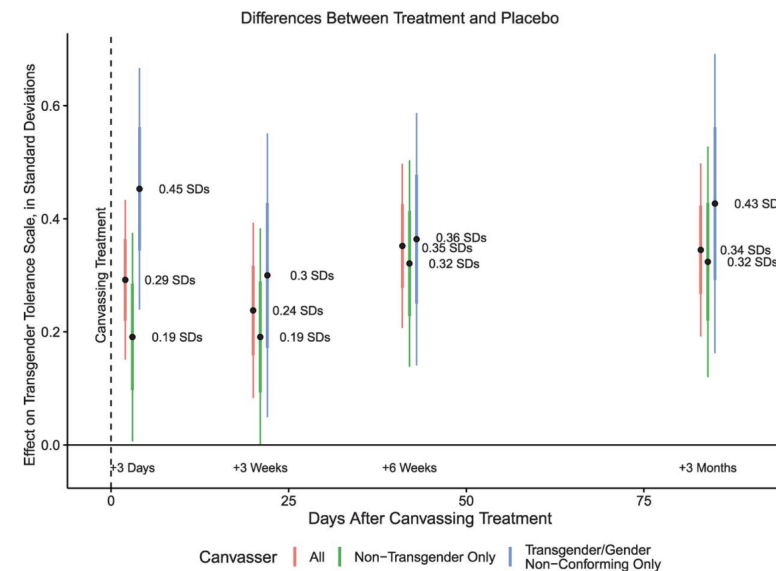 Differences Between Treatment and Placebo
Effect on Transgender Tolerance Scale, in Standard Deviations
0.6
0.4
0.2
0.0
Canvassing Treatment
0.45 SDs
0.29 SDs
0.19 SDs
0.3 SDs
0.24 SDs
0.19 SDs
0.36 SDs
0.35 SDs
0.32 SDs
0.43 SD
0.34 SDs
0.32 SDs
+3 Days
+3 Weeks
+6 Weeks
+3 Months
0
25
50
75
Days After Canvassing Treatment
Canvasser
All
Non−Transgender Only
Transgender/Gender
Non−Conforming Only